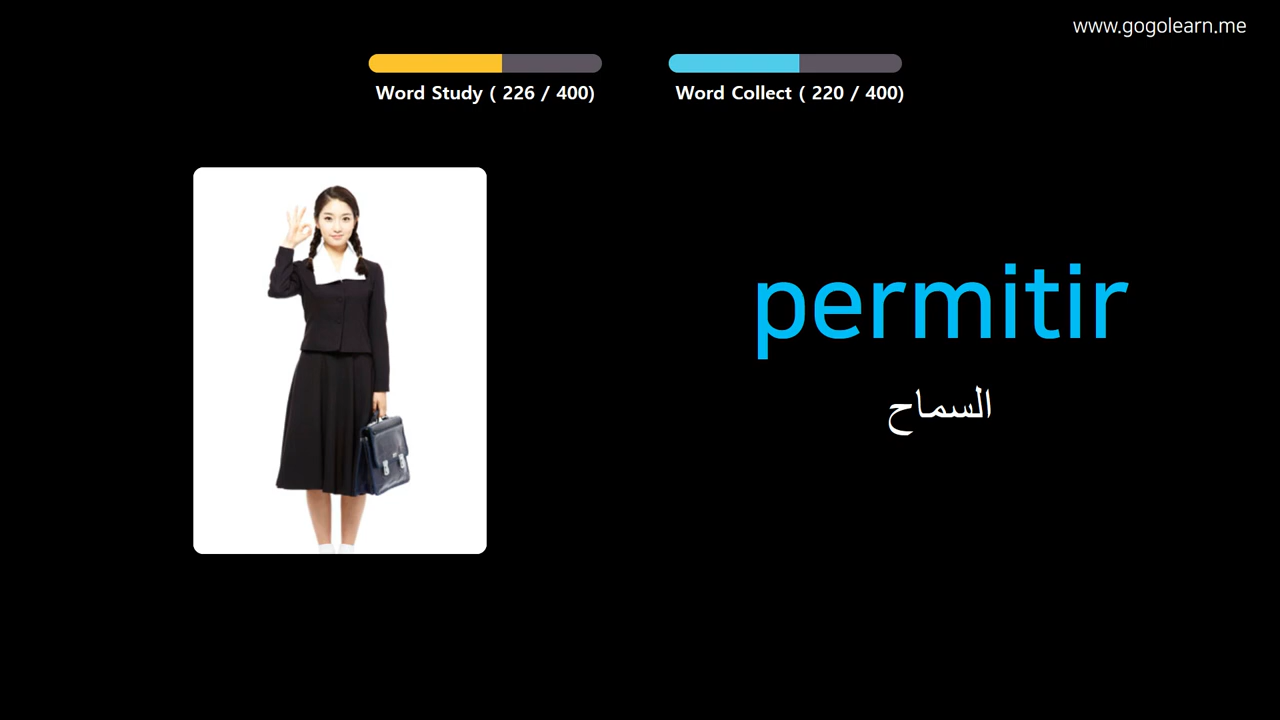 www.gogolearn.me
Word Study ( 226 / 400)
Word Collect ( 220 / 400)
permitir
السماح